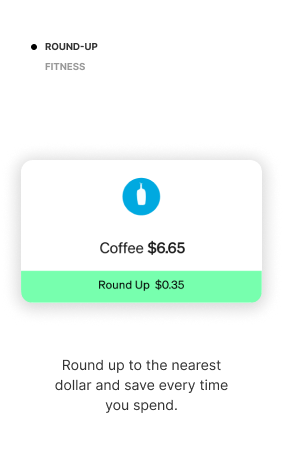 ROUND-UP
FITNESS
Coffee $6.65
Round Up $0.35
Round up to the nearest
dollar and save every time
you spend.